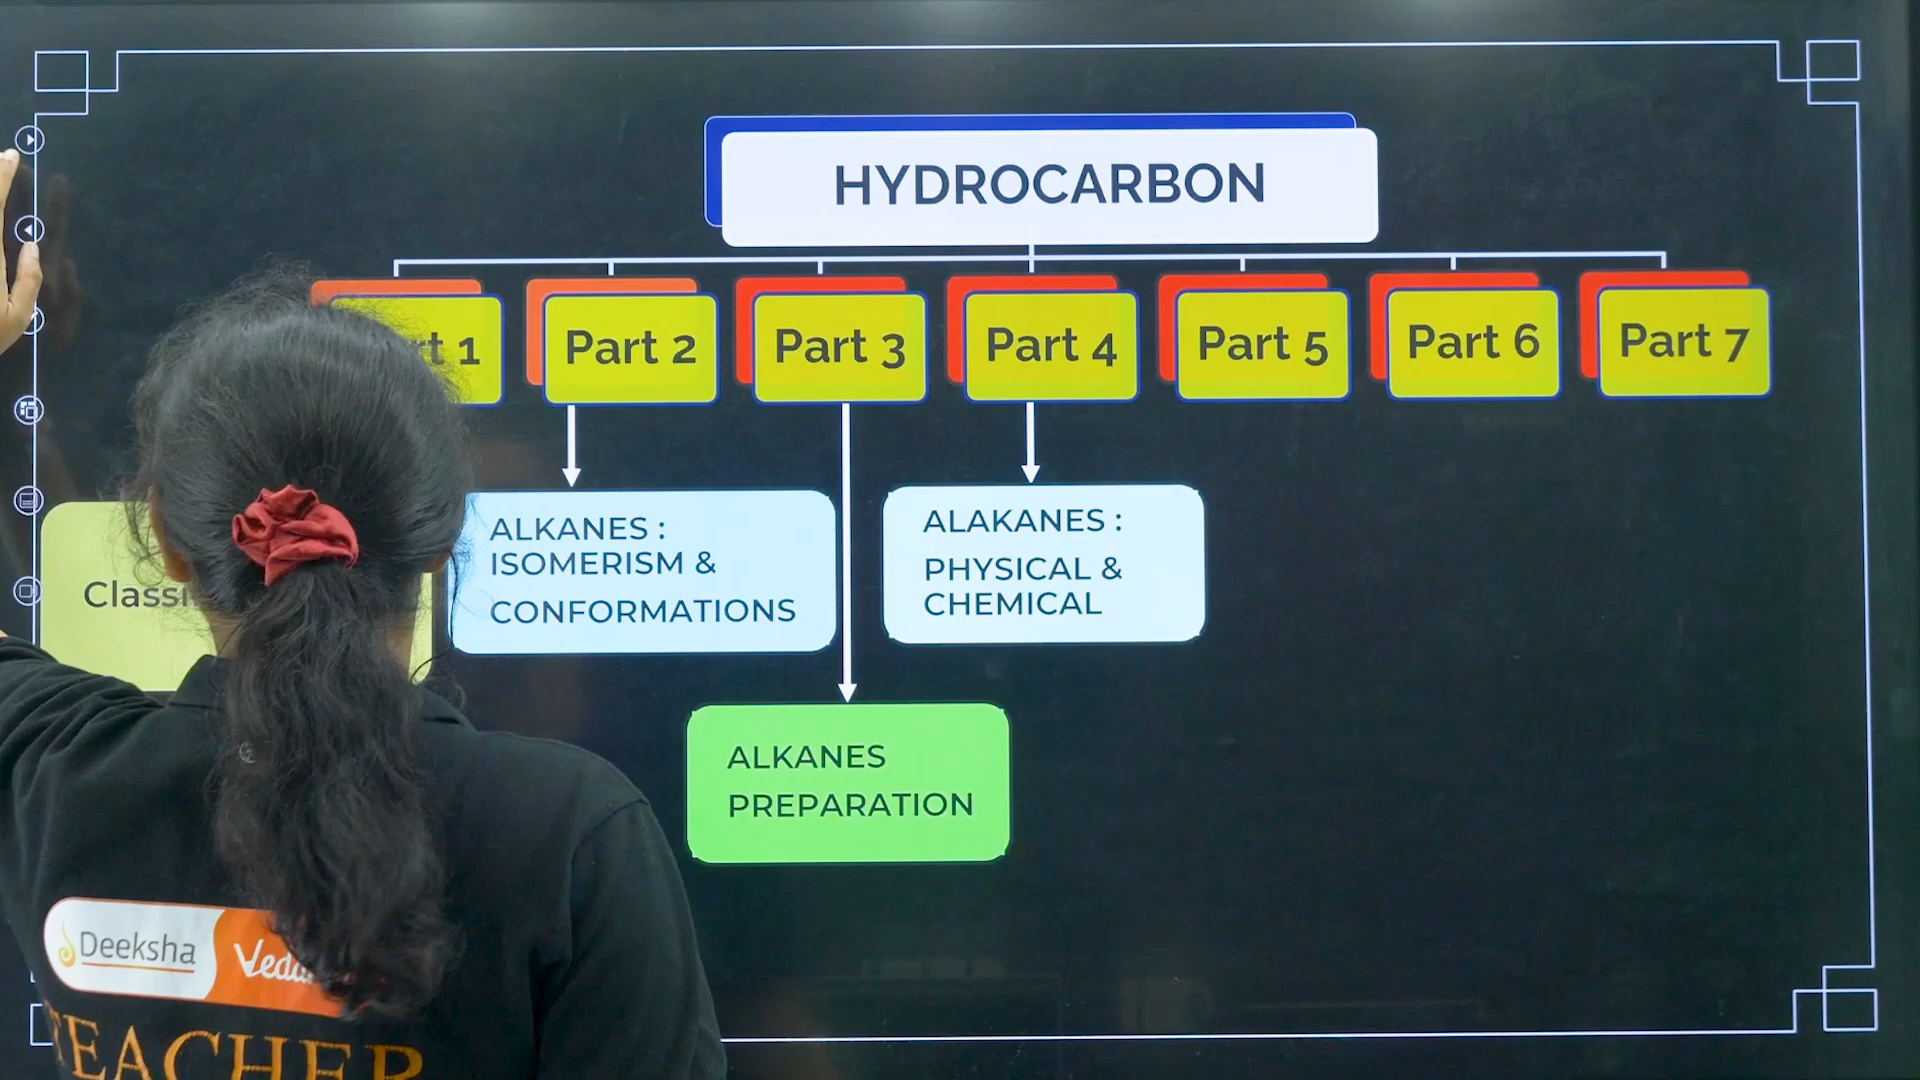 HYDROCARBON
Part 2
Part 3
Part 4
Part 5
Part 6
Part 7
ALKANES :
ISOMERISM &
CONFORMATIONS
ALAKANES :
PHYSICAL &
CHEMICAL
ALKANES
PREPARATION
Deeksha
TEACHER